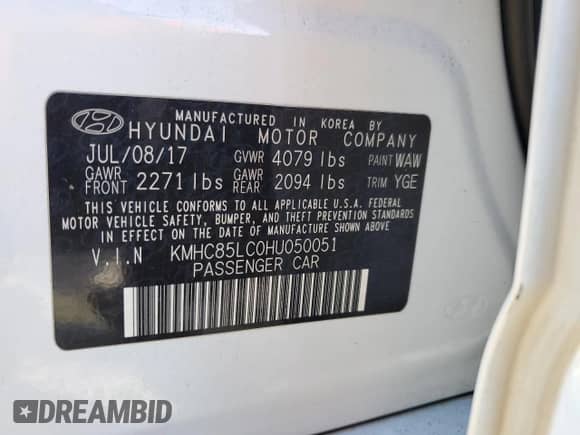 MANUFACTURED IN KOREA BY
HYUNDAI MOTOR COMPANY
JUL/08/17 GVWR 4079 lbs PAINT WAW
GAWR FRONT 2271 lbs GAWR REAR 2094 lbs TRIM YGE
THIS VEHICLE CONFORMS TO ALL APPLICABLE U.S.A. FEDERAL
MOTOR VEHICLE SAFETY, BUMPER, AND THEFT PREVENTION STANDARDS
IN EFFECT ON THE DATE OF MANUFACTURE SHOWN ABOVE.
V.I.N KMHC85LC0HU050051
PASSENGER CAR
DREAMBID